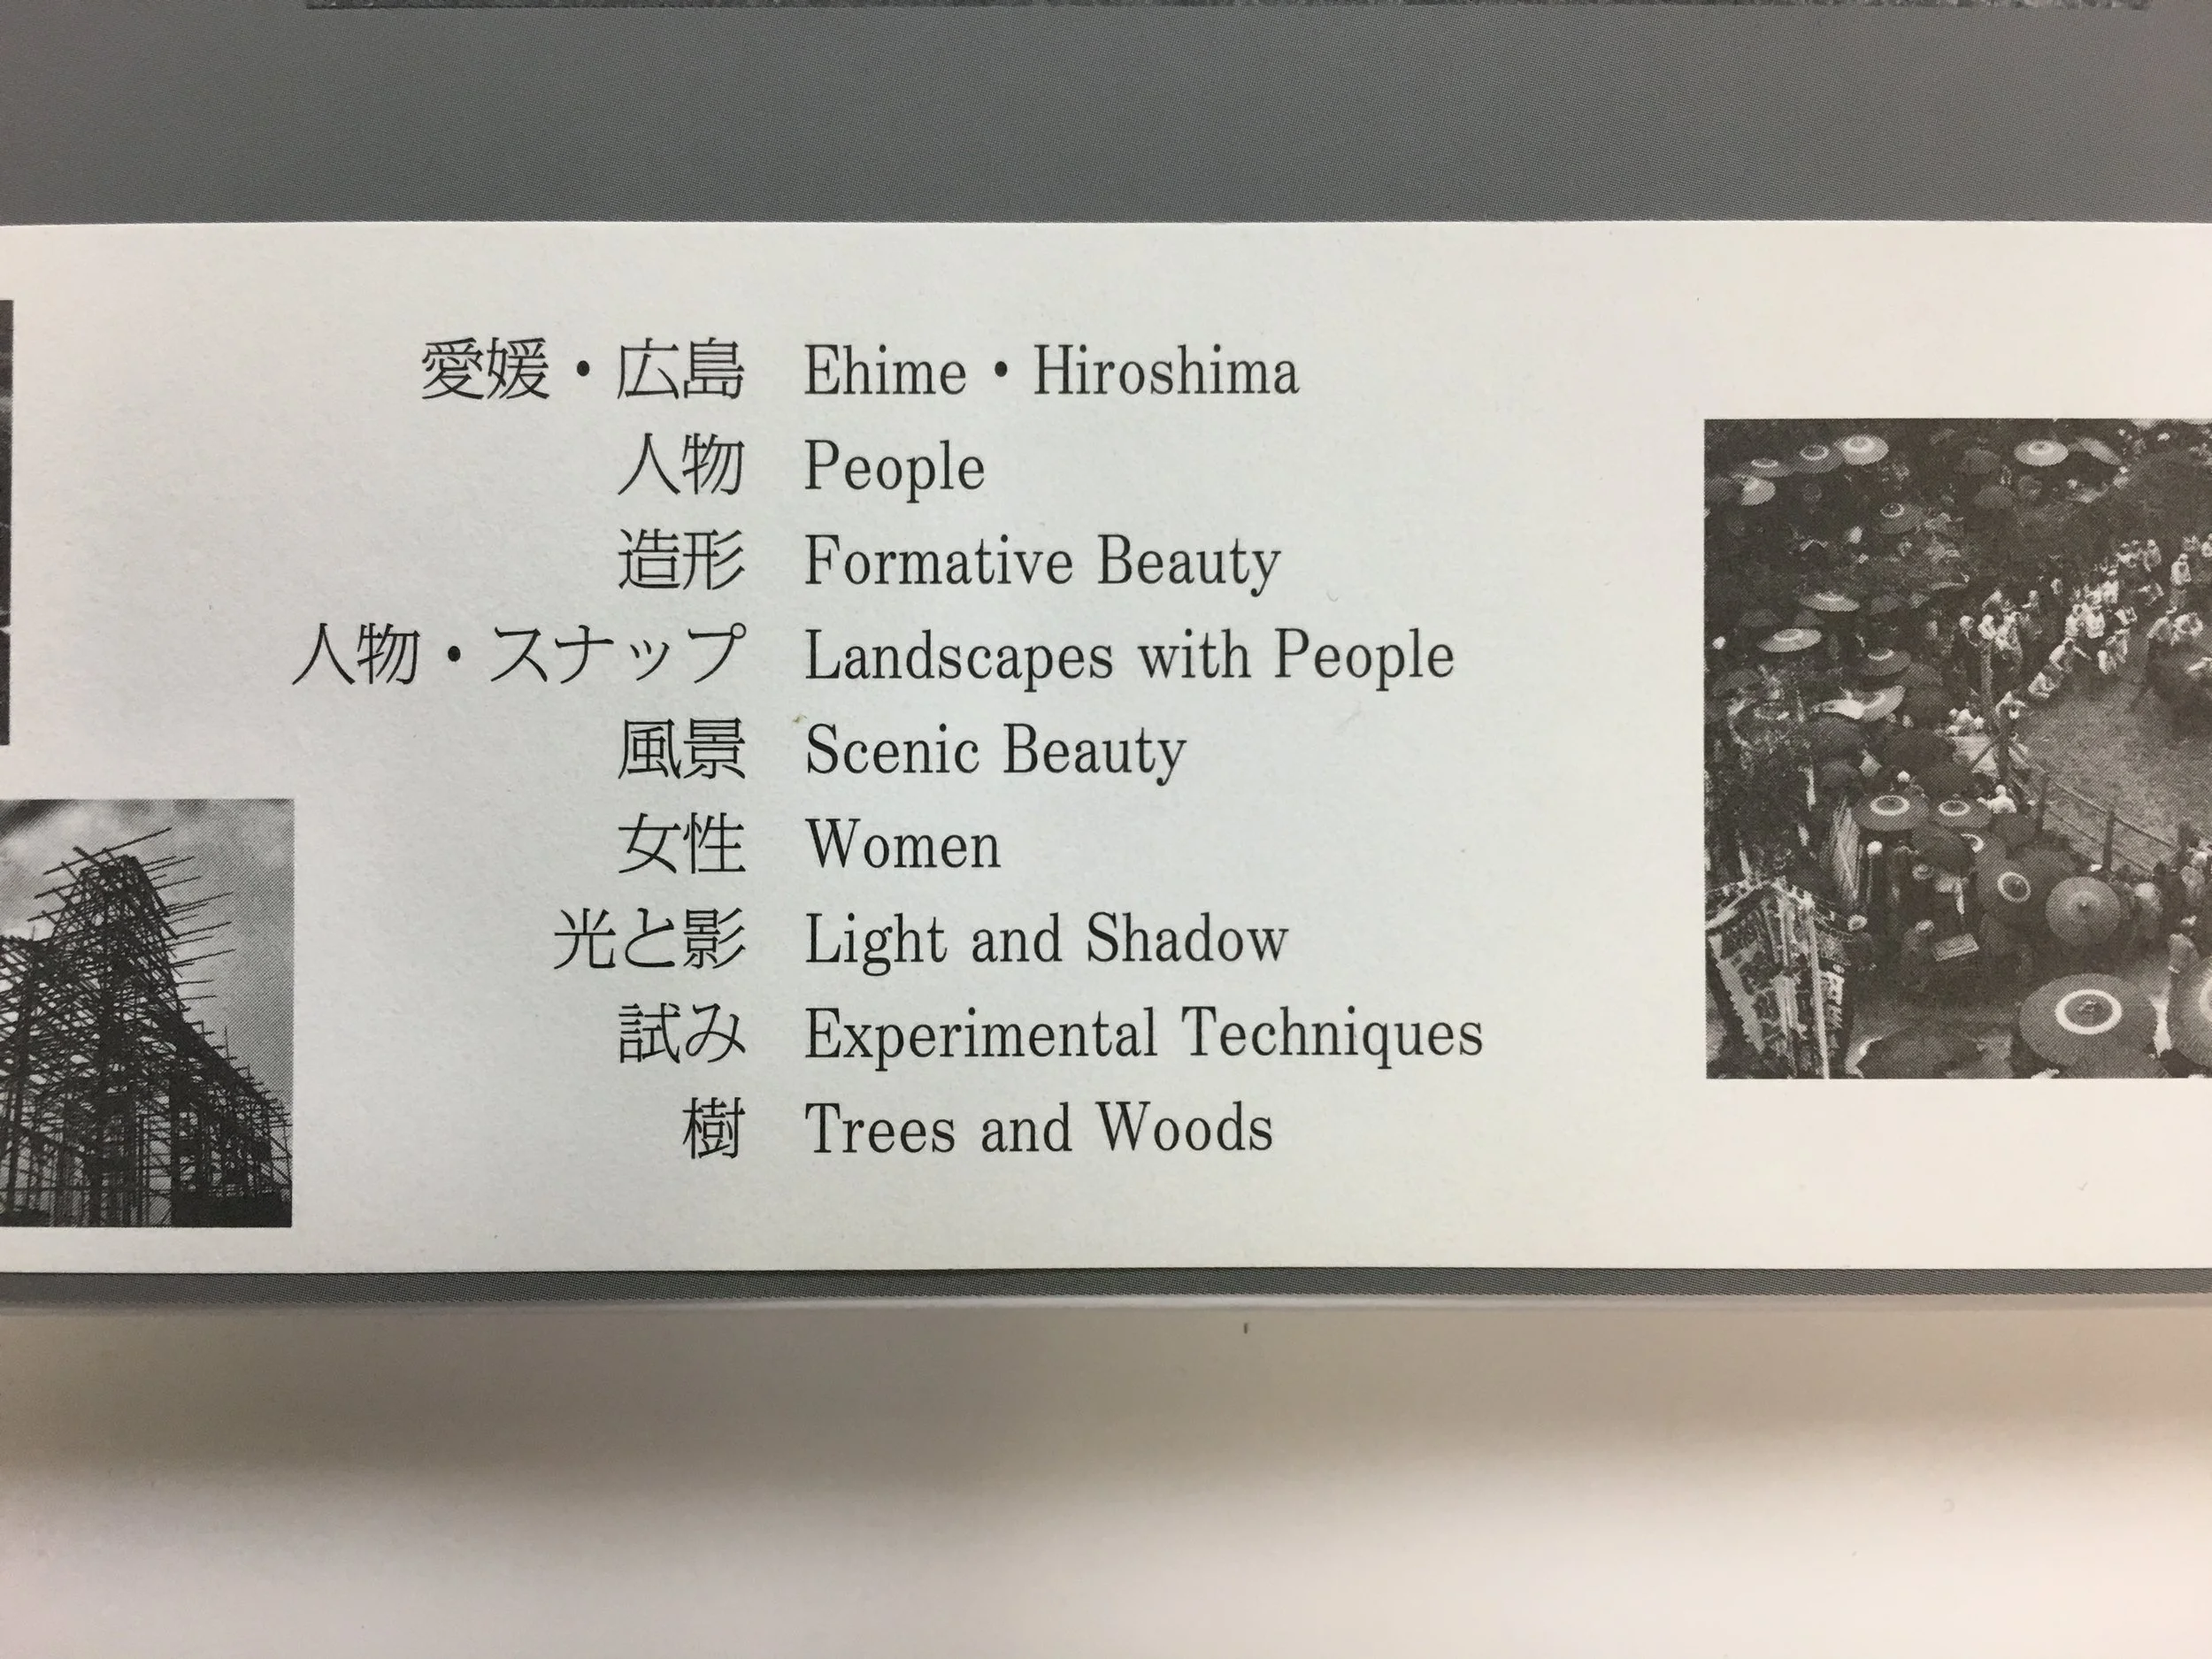 愛媛・広島 Ehime・Hiroshima
人物 People
造形 Formative Beauty
人物・スナップ Landscapes with People
風景 Scenic Beauty
女性 Women
光と影 Light and Shadow
試み Experimental Techniques
樹 Trees and Woods